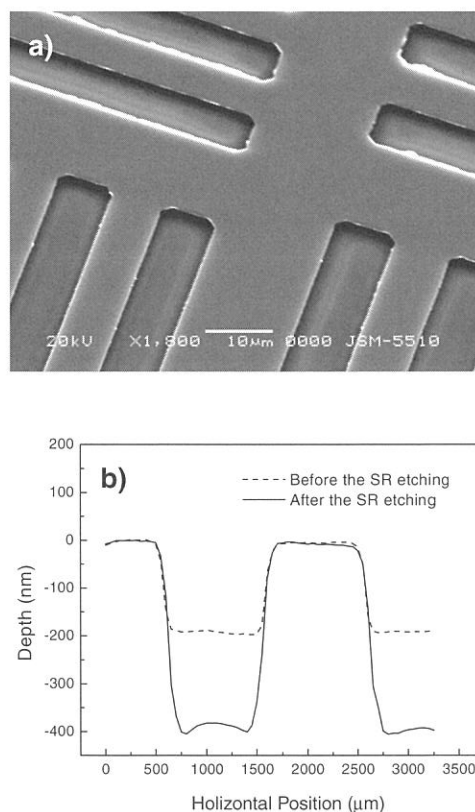 a)
20kV X1,800 10μm 0000 JSM-5510
b)
Before the SR etching
After the SR etching
200
100
0
-100
-200
-300
-400
Depth (nm)
0 500 1000 1500 2000 2500 3000 3500
Holizontal Position (μm)